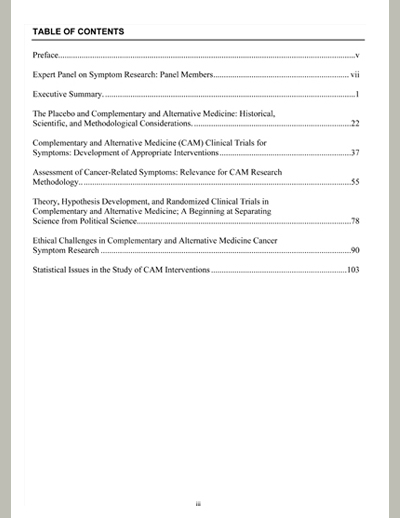 TABLE OF CONTENTS
Preface.....v
Expert Panel on Symptom Research: Panel Members..... vii
Executive Summary.....1
The Placebo and Complementary and Alternative Medicine: Historical,
Scientific, and Methodological Considerations.....22
Complementary and Alternative Medicine (CAM) Clinical Trials for
Symptoms: Development of Appropriate Interventions.....37
Assessment of Cancer-Related Symptoms: Relevance for CAM Research
Methodology.....55
Theory, Hypothesis Development, and Randomized Clinical Trials in
Complementary and Alternative Medicine; A Beginning at Separating
Science from Political Science.....78
Ethical Challenges in Complementary and Alternative Medicine Cancer
Symptom Research.....90
Statistical Issues in the Study of CAM Interventions.....103
iii